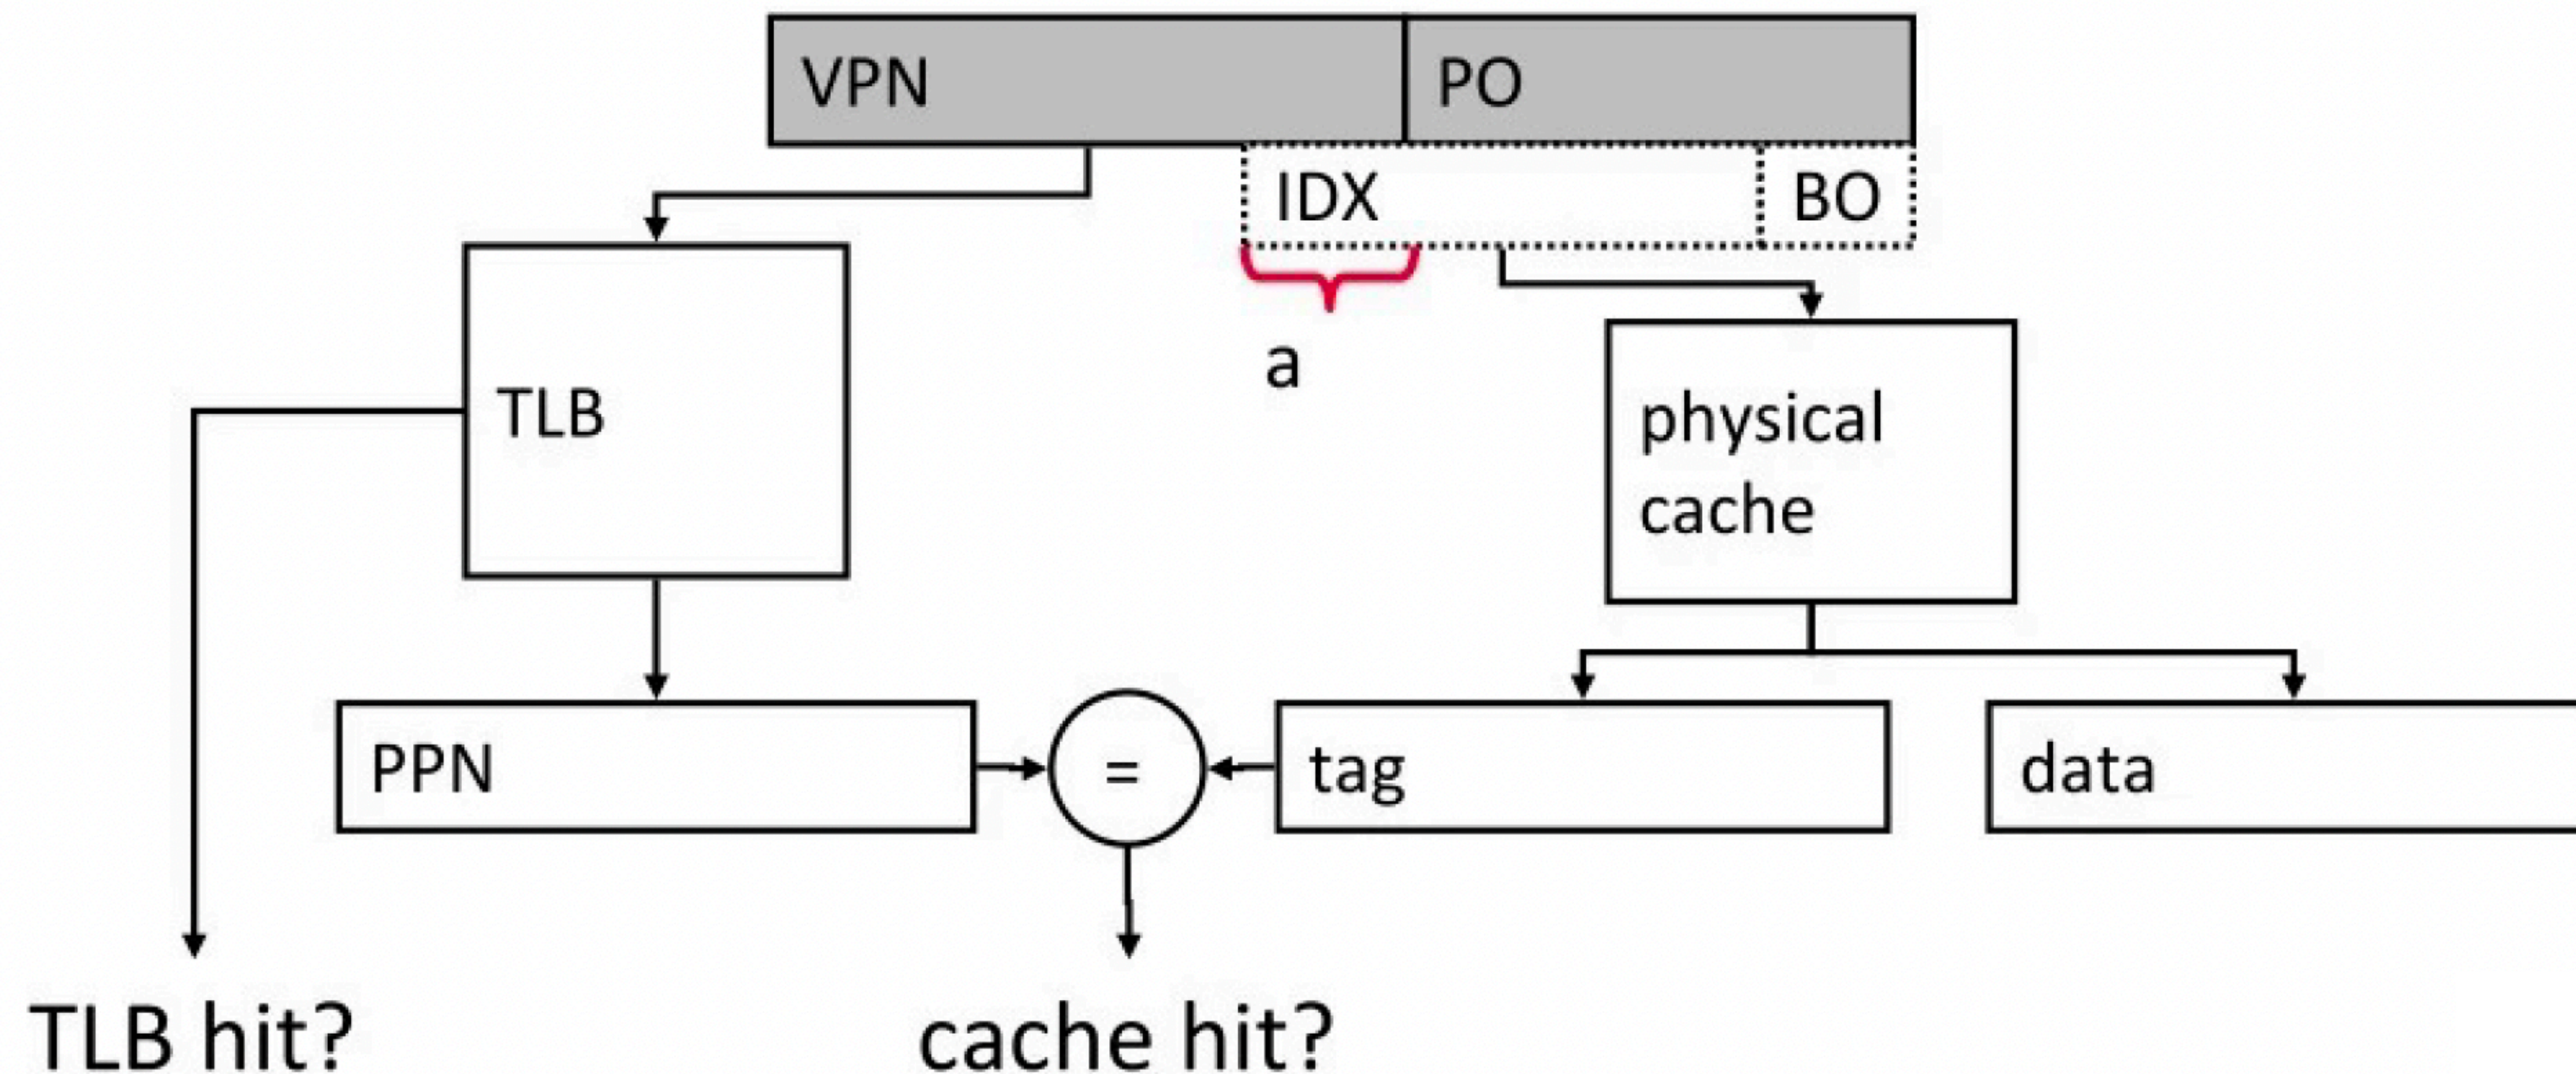 VPN
PO
IDX
BO
a
TLB
physical
cache
PPN
=
tag
data
TLB hit?
cache hit?